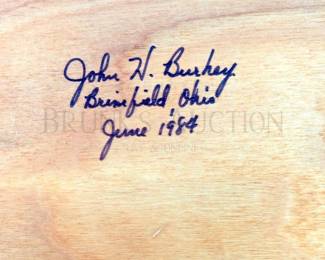 John W. Burkey
Brimfield, Ohio
June 1984